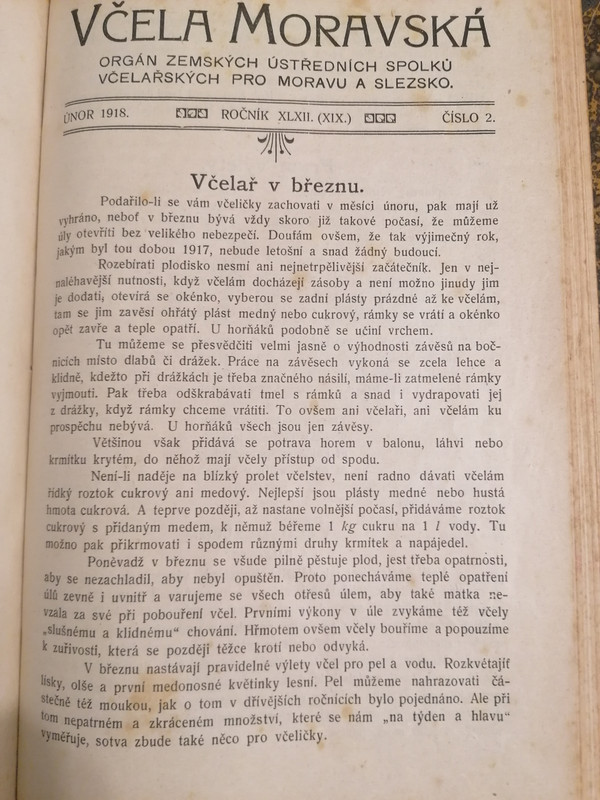 VČELA MORAVSKÁ
ORGÁN ZEMSKÝCH ÚSTŘEDNÍCH SPOLKŮ
VČELAŘSKÝCH PRO MORAVU A SLEZSKO.
ÚNOR 1918. ROČNÍK XLXII. (XIX.) ČÍSLO 2.
Včelař v březnu.
Podařilo-li se vám včeličky zachovati v měsíci únoru, pak mají už
vyhráno, neboť v březnu bývá vždy skoro již takové počasí, že můžeme
úly otevříti bez velikého nebezpečí. Doufám ovšem, že tak výjimečný rok,
jakým byl tou dobou 1917, nebude letošní a snad žádný budoucí.
Rozebírati plodisko nesmí ani nejnetrpělivější začátečník. Jen v nej-
naléhavější nutnosti, když včelám docházejí zásoby a není možno jinudy jim
je dodati, otevírá se okénko, vyberou se zadní plásty prázdné až ke včelám,
tam se jim zavěsí ohřátý plást medný nebo cukrový, rámky se vrátí a okénko
opět zavře a teple opatří. U horňáků podobně se učiní vrchem.
Tu můžeme se přesvědčiti velmi jasně o výhodnosti závěsů na boč-
nicích místo dlabů či drážek. Práce na závěsech vykoná se zcela lehce a
klidně, kdežto při drážkách je třeba značného násilí, máme-li zatmelené rámky
vyjmouti. Pak třeba odškrabávati tmel s rámků a snad i vydrapovati jej
z drážky, když rámky chceme vrátiti. To ovšem ani včelaři, ani včelám ku
prospěchu nebývá. U horňáků všech jsou jen závěsy.
Většinou však přidává se potrava horem v balonu, láhvi nebo
krmítku krytém, do něhož mají včely přístup od spodu.
Není-li naděje na blízký prolet včelstev, není radno dávati včelám
řídký roztok cukrový ani medový. Nejlepší jsou plásty medné nebo hustá
hmota cukrová. A teprve později, až nastane volnější počasí, přidáváme roztok
cukrový s přidaným medem, k němuž béřeme 1 kg cukru na 1 l vody. Tu
možno pak přikrmovati i spodem různými druhy krmítek a napájedel.
Poněvadž v březnu se všude pilně pěstuje plod, jest třeba opatrnosti,
aby se nezachladil, aby nebyl opuštěn. Proto ponecháváme teplé opatření
úlů zevně i uvnitř a varujeme se všech otřesů úlem, aby také matka ne-
vzala za své při pobouření včel. Prvními výkony v úle zvykáme též včely
„slušnému a klidnému“ chování. Hřmotem ovšem včely bouříme a popouzíme
k zuřivosti, která se později těžce krotí nebo odvyká.
V březnu nastávají pravidelné výlety včel pro pel a vodu. Rozkvétajíť
lísky, olše a první medonosné květinky lesní. Pel můžeme nahrazovati čá-
stečně též moukou, jak o tom v dřívějších ročnících bylo pojednáno. Ale při
tom nepatrném a zkráceném množství, které se nám „na týden a hlavu“
vyměřuje, sotva zbude také něco pro včeličky.